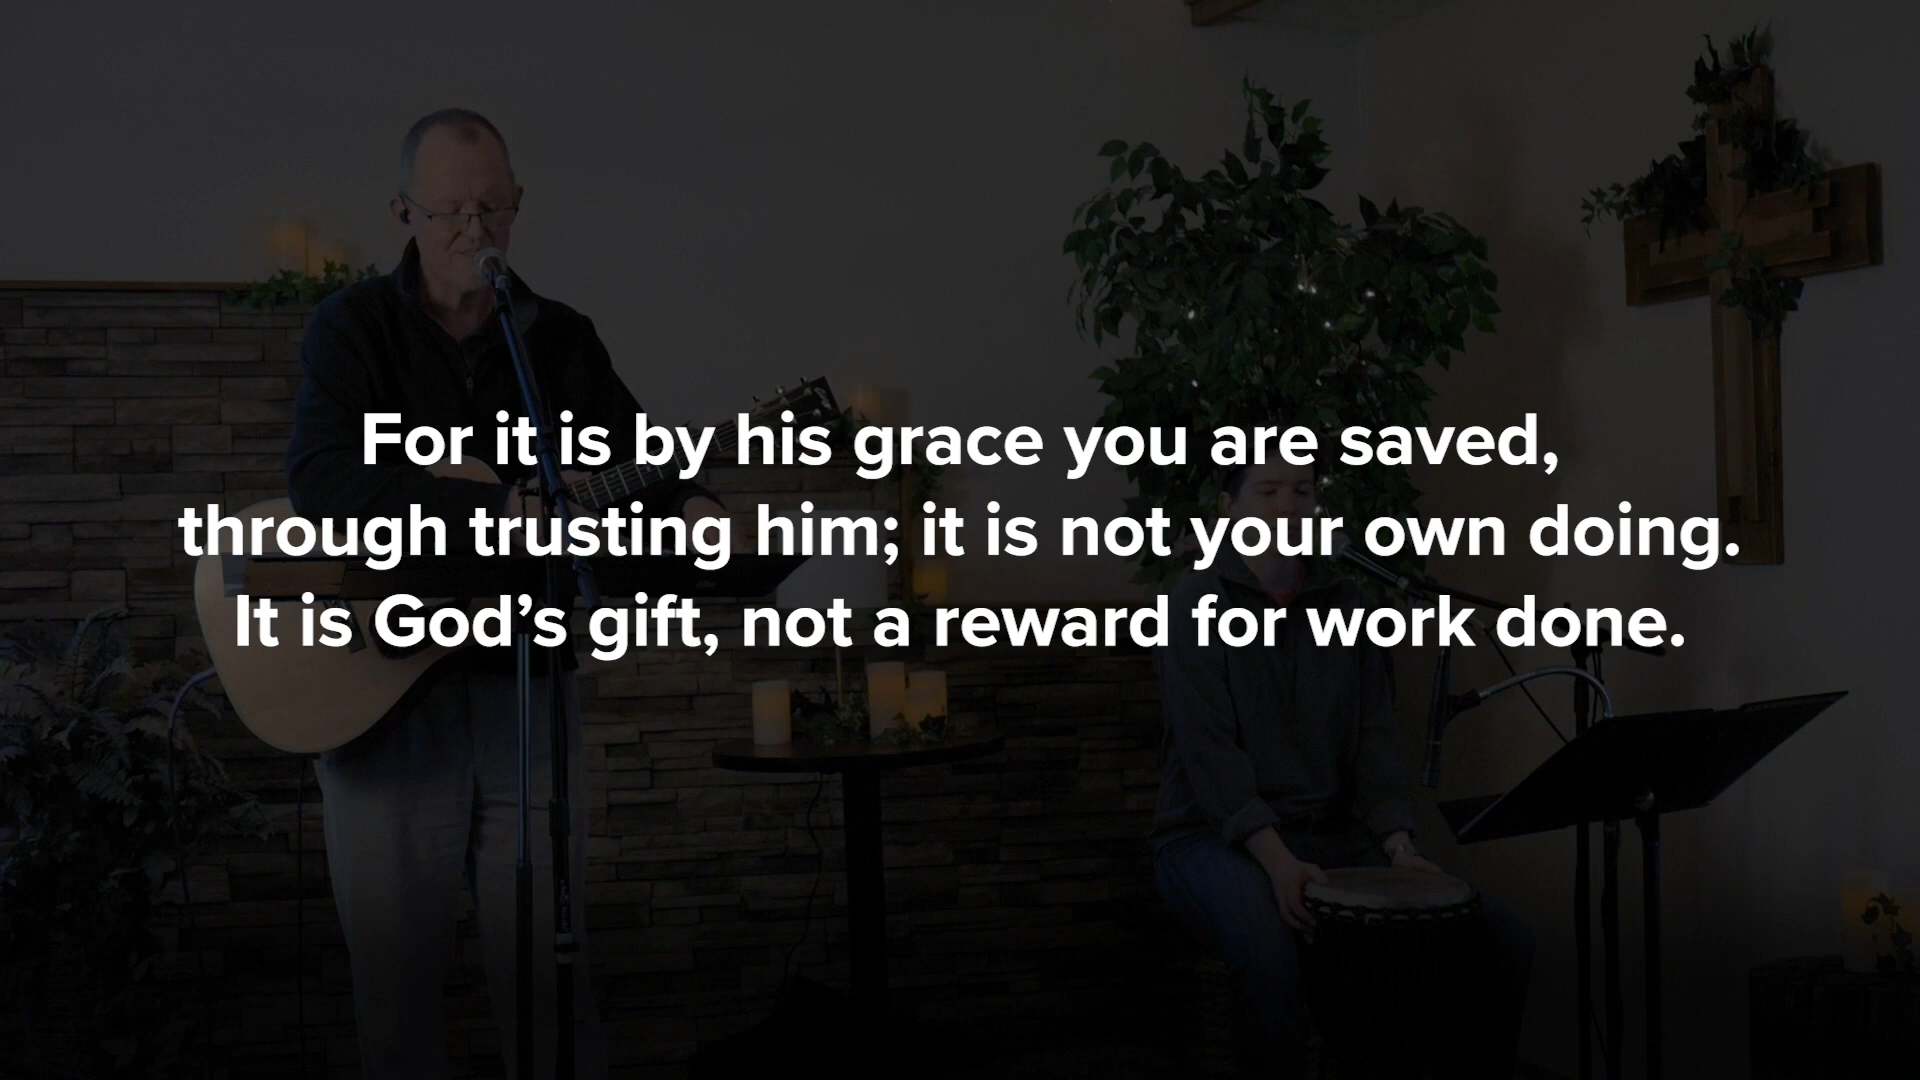 For it is by his grace you are saved,
through trusting him; it is not your own doing.
It is God’s gift, not a reward for work done.